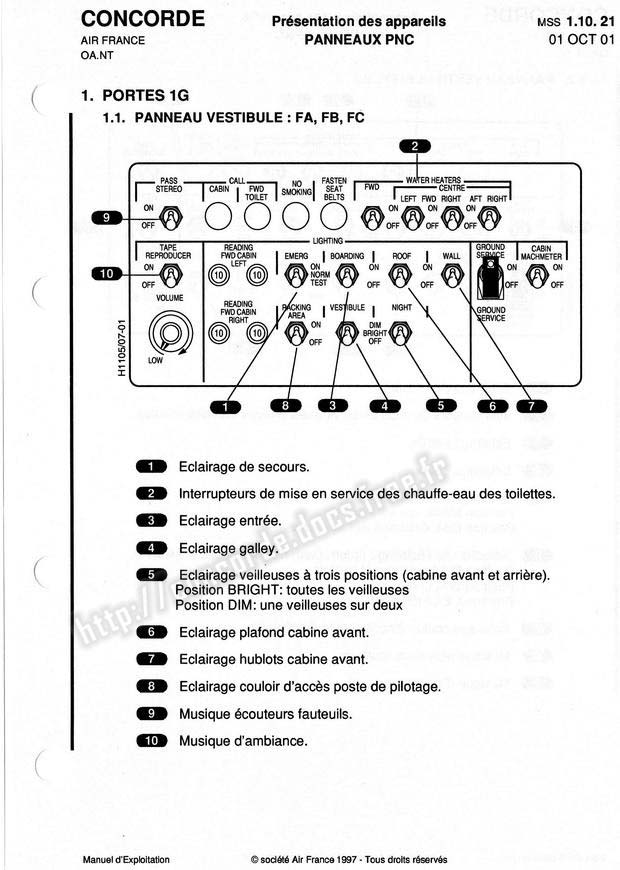 CONCORDE
AIR FRANCE
OA.NT
Présentation des appareils
PANNEAUX PNC
MSS 1.10. 21
01 OCT 01
1. PORTES 1G
1.1. PANNEAU VESTIBULE : FA, FB, FC
2
PASS
STEREO
ON
OFF
CALL
CABIN
FWD
TOILET
NO
SMOKING
FASTEN
SEAT
BELTS
WATER HEATERS
FWD
CENTRE
LEFT FWD RIGHT AFT RIGHT
ON
OFF
ON
OFF
9
LIGHTING
TAPE
REPRODUCER
ON
OFF
10
READING
FWD CABIN
LEFT
10
10
EMERG
ON
NORM
TEST
BOARDING
ON
OFF
ROOF
ON
OFF
WALL
ON
OFF
GROUND
SERVICE
GROUND
SERVICE
ON
OFF
CABIN
MACHMETER
VOLUME
LOW
READING
FWD CABIN
RIGHT
10
10
PACKING
AREA
ON
OFF
VESTIBULE
DIM
BRIGHT
OFF
NIGHT
H1105/07-01
1
8
3
4
5
6
7
1 Eclairage de secours.
2 Interrupteurs de mise en service des chauffe-eau des toilettes.
3 Eclairage entrée.
4 Eclairage galley.
5 Eclairage veilleuses à trois positions (cabine avant et arrière).
Position BRIGHT: toutes les veilleuses
Position DIM: une veilleuses sur deux
6 Eclairage plafond cabine avant.
7 Eclairage hublots cabine avant.
8 Eclairage couloir d'accès poste de pilotage.
9 Musique écouteurs fauteuils.
10 Musique d'ambiance.
http://concorde.docs.free.fr
Manuel d'Exploitation
© société Air France 1997 - Tous droits réservés